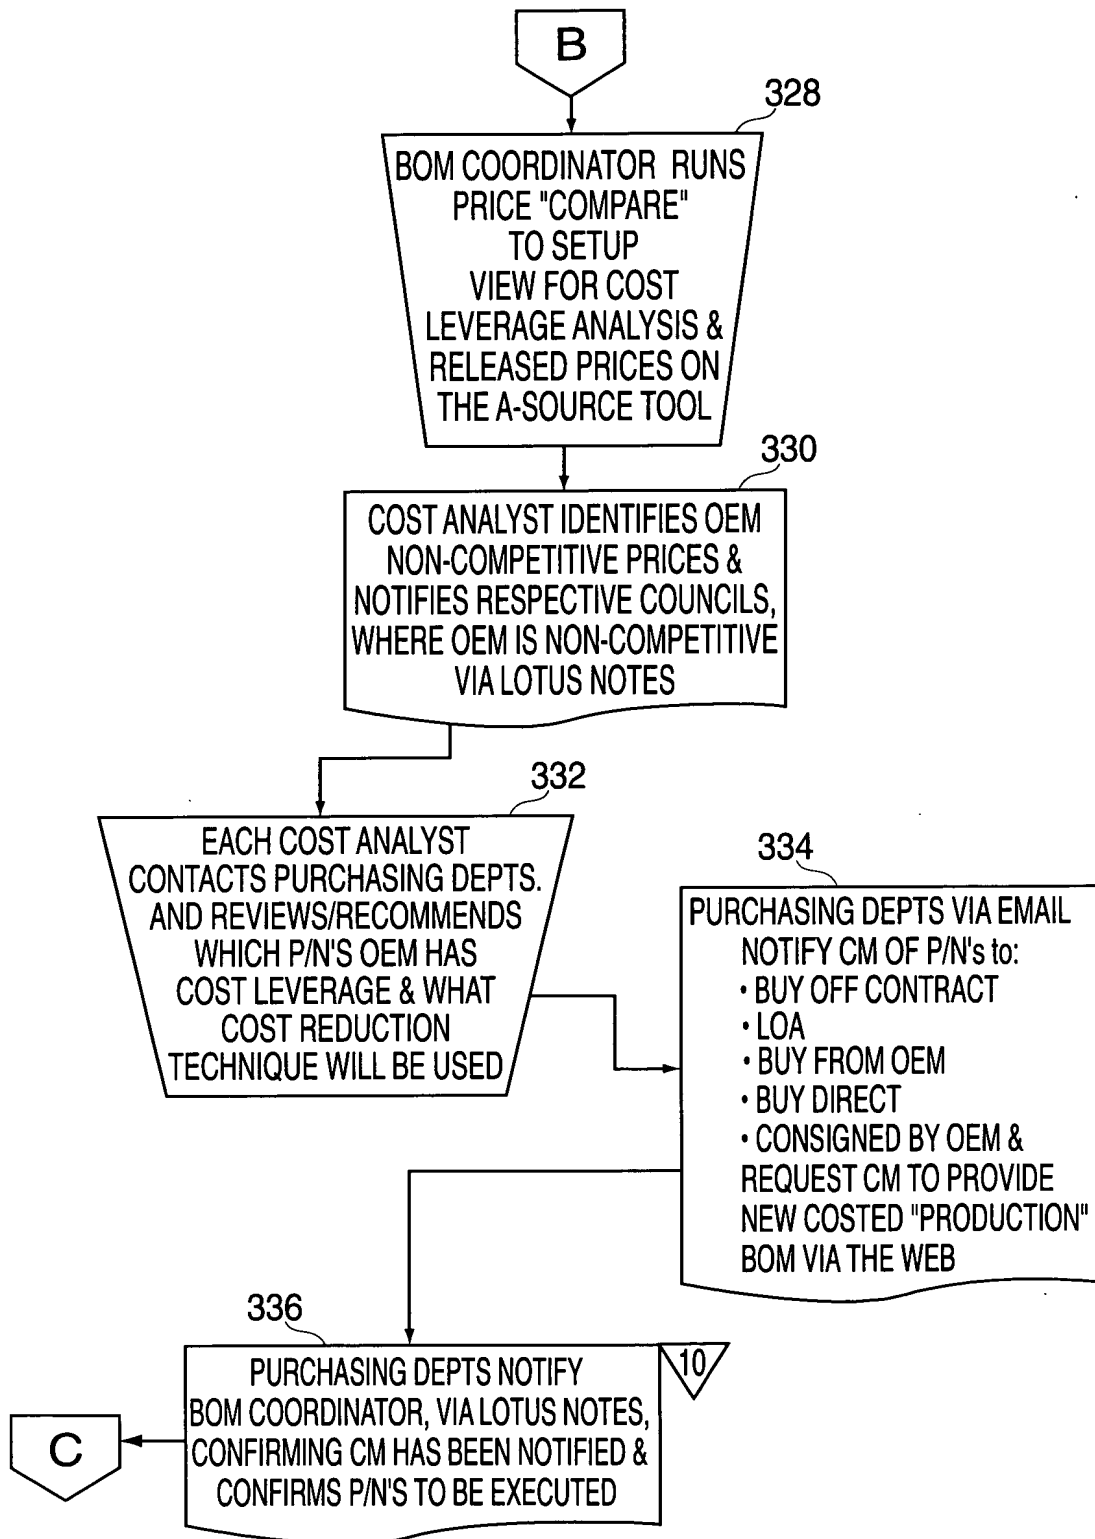 B
328
BOM COORDINATOR RUNS
PRICE "COMPARE"
TO SETUP
VIEW FOR COST
LEVERAGE ANALYSIS &
RELEASED PRICES ON
THE A-SOURCE TOOL
330
COST ANALYST IDENTIFIES OEM
NON-COMPETITIVE PRICES &
NOTIFIES RESPECTIVE COUNCILS,
WHERE OEM IS NON-COMPETITIVE
VIA LOTUS NOTES
332
EACH COST ANALYST
CONTACTS PURCHASING DEPTS.
AND REVIEWS/RECOMMENDS
WHICH P/N'S OEM HAS
COST LEVERAGE & WHAT
COST REDUCTION
TECHNIQUE WILL BE USED
334
PURCHASING DEPTS VIA EMAIL
NOTIFY CM OF P/N's to:
• BUY OFF CONTRACT
• LOA
• BUY FROM OEM
• BUY DIRECT
• CONSIGNED BY OEM &
REQUEST CM TO PROVIDE
NEW COSTED "PRODUCTION"
BOM VIA THE WEB
336
10
PURCHASING DEPTS NOTIFY
BOM COORDINATOR, VIA LOTUS NOTES,
CONFIRMING CM HAS BEEN NOTIFIED &
CONFIRMS P/N'S TO BE EXECUTED
C